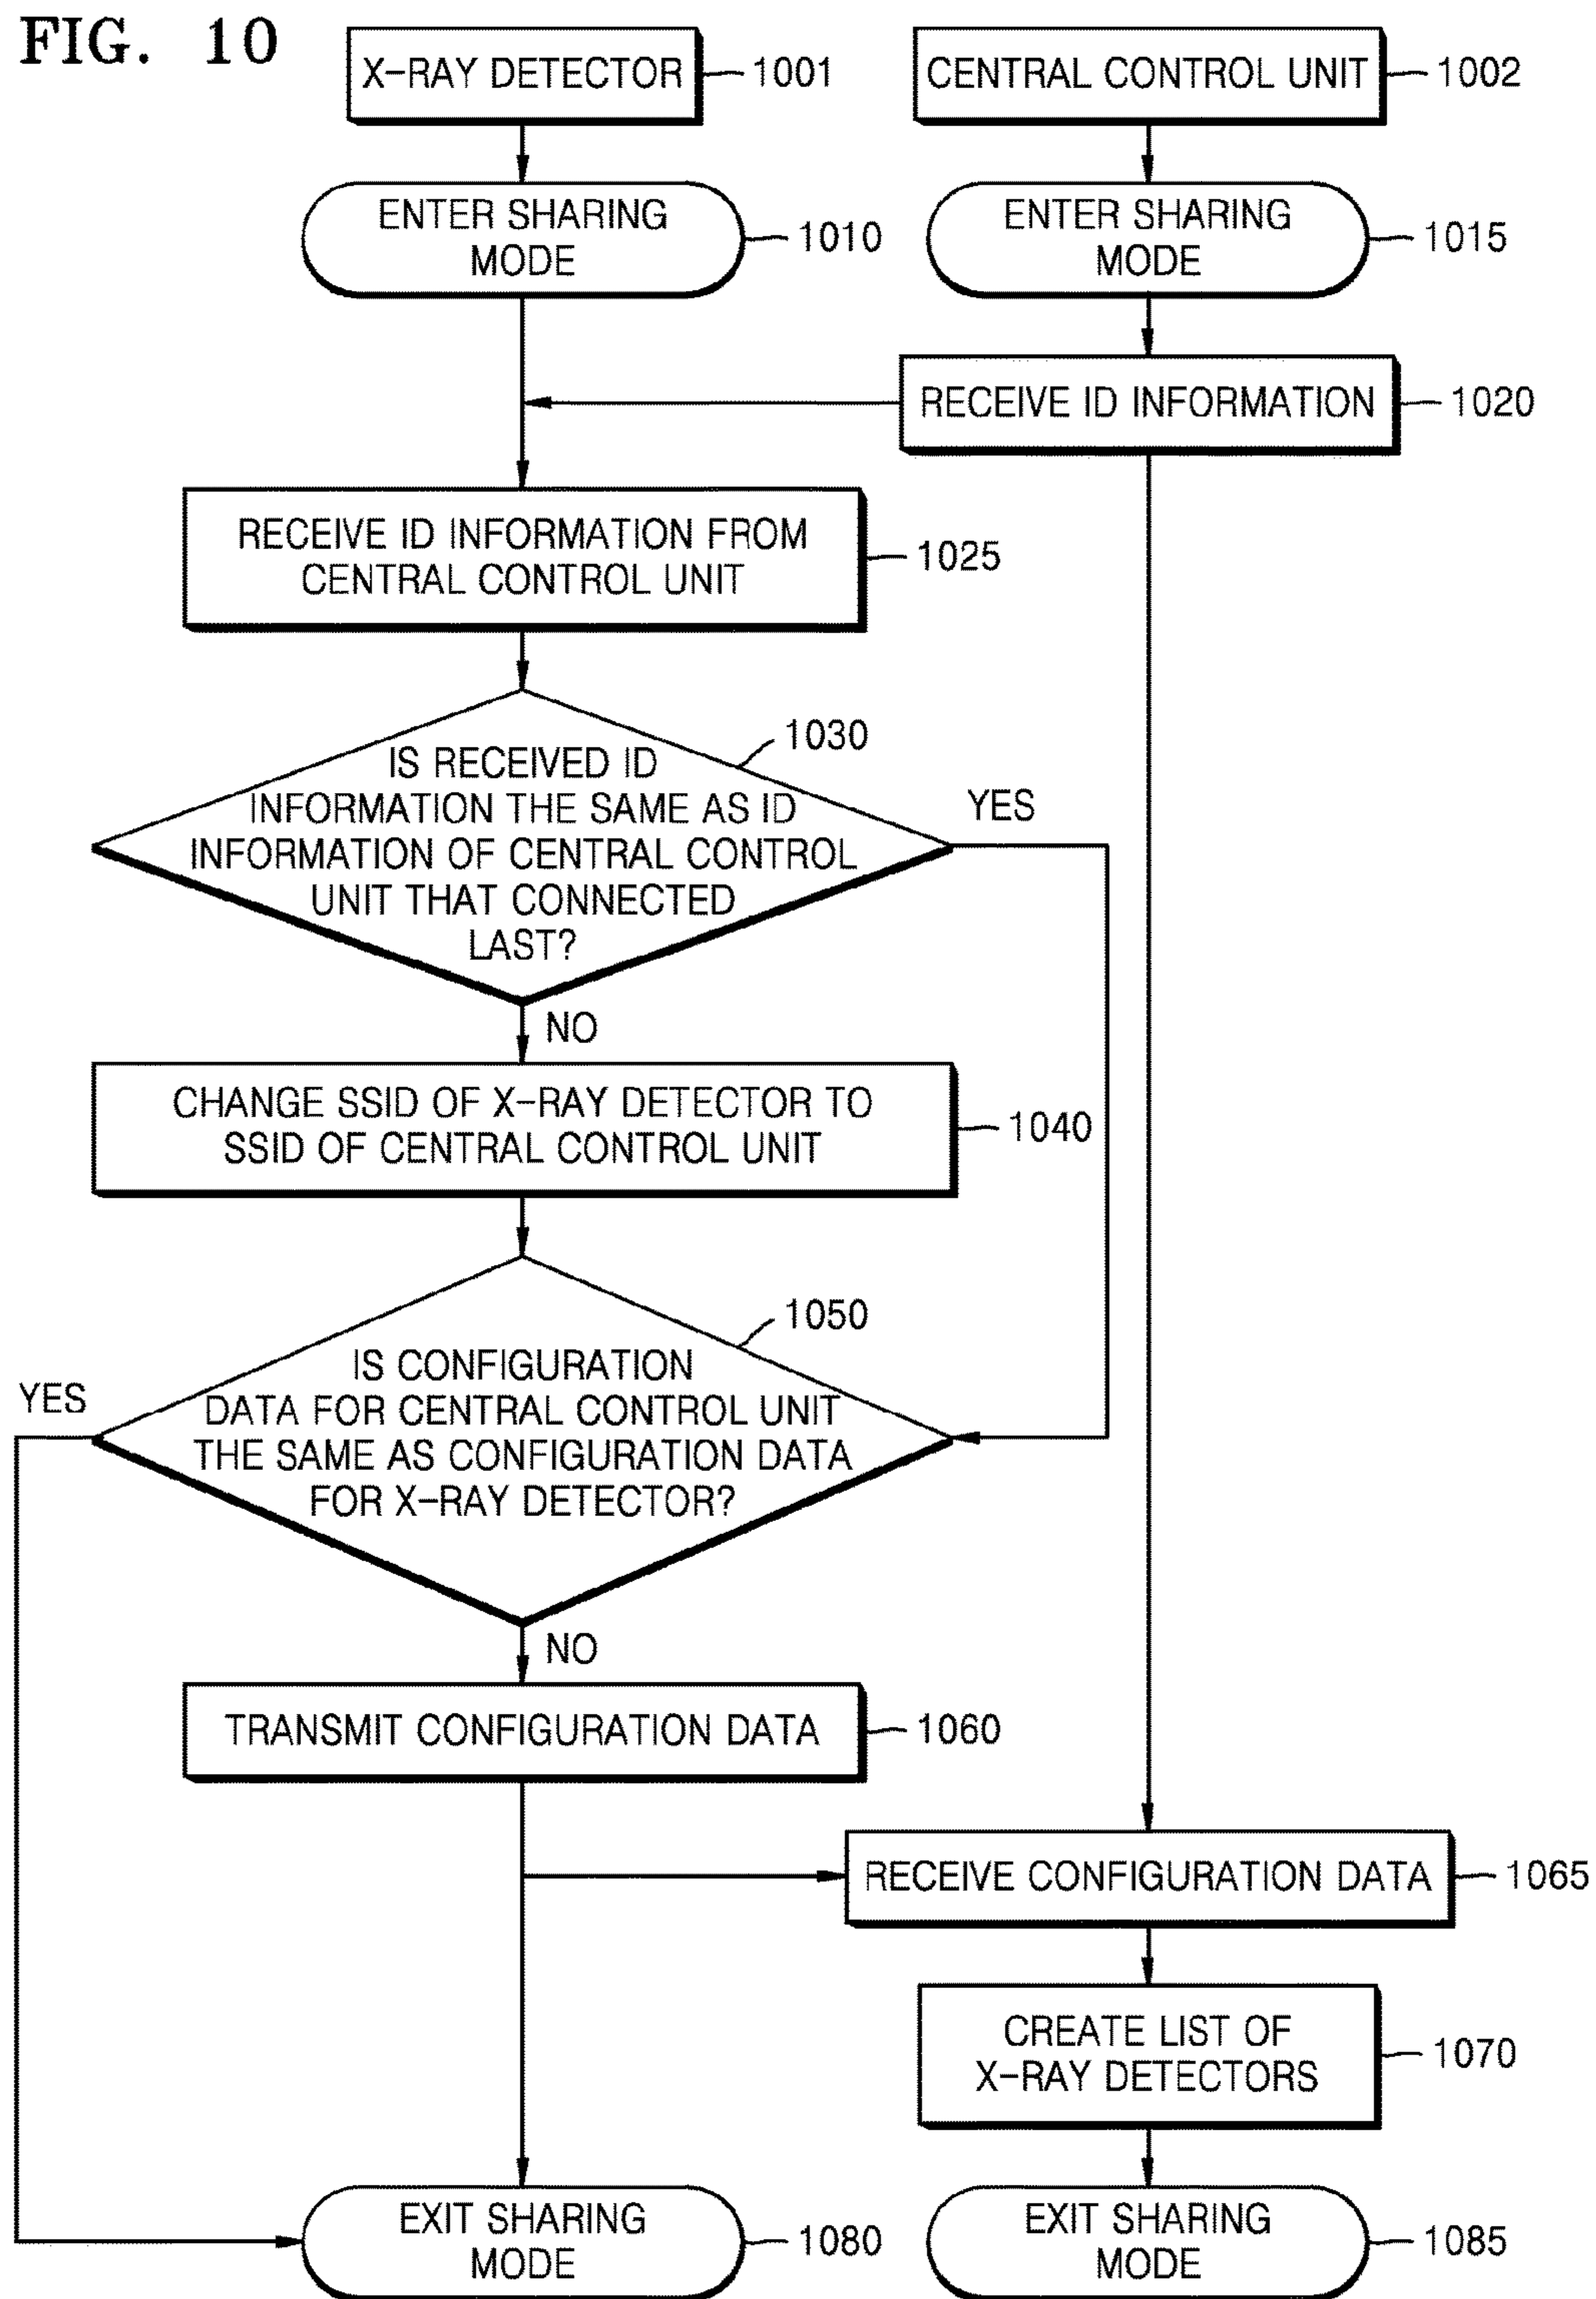 FIG. 10
X-RAY DETECTOR
1001
CENTRAL CONTROL UNIT
1002
ENTER SHARING
MODE
1010
ENTER SHARING
MODE
1015
RECEIVE ID INFORMATION
1020
RECEIVE ID INFORMATION FROM
CENTRAL CONTROL UNIT
1025
1030
IS RECEIVED ID
INFORMATION THE SAME AS ID
INFORMATION OF CENTRAL CONTROL
UNIT THAT CONNECTED
LAST?
YES
NO
CHANGE SSID OF X-RAY DETECTOR TO
SSID OF CENTRAL CONTROL UNIT
1040
1050
IS CONFIGURATION
DATA FOR CENTRAL CONTROL UNIT
THE SAME AS CONFIGURATION DATA
FOR X-RAY DETECTOR?
YES
NO
TRANSMIT CONFIGURATION DATA
1060
RECEIVE CONFIGURATION DATA
1065
CREATE LIST OF
X-RAY DETECTORS
1070
EXIT SHARING
MODE
1080
EXIT SHARING
MODE
1085